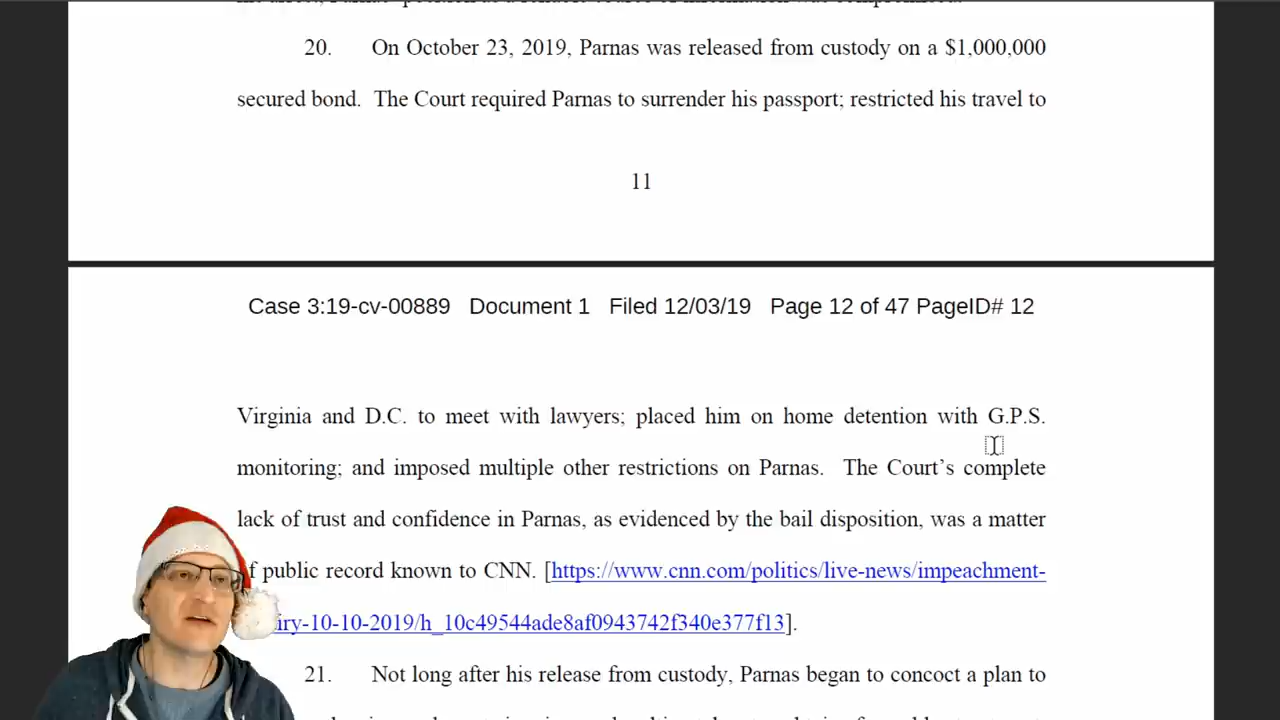 20. On October 23, 2019, Parnas was released from custody on a $1,000,000
secured bond. The Court required Parnas to surrender his passport; restricted his travel to
11
Case 3:19-cv-00889 Document 1 Filed 12/03/19 Page 12 of 47 PageID# 12
Virginia and D.C. to meet with lawyers; placed him on home detention with G.P.S.
monitoring; and imposed multiple other restrictions on Parnas. The Court's complete
lack of trust and confidence in Parnas, as evidenced by the bail disposition, was a matter
public record known to CNN. [https://www.cnn.com/politics/live-news/impeachment-
iry-10-10-2019/h_10c49544ade8af0943742f340e377f13].
21. Not long after his release from custody, Parnas began to concoct a plan to